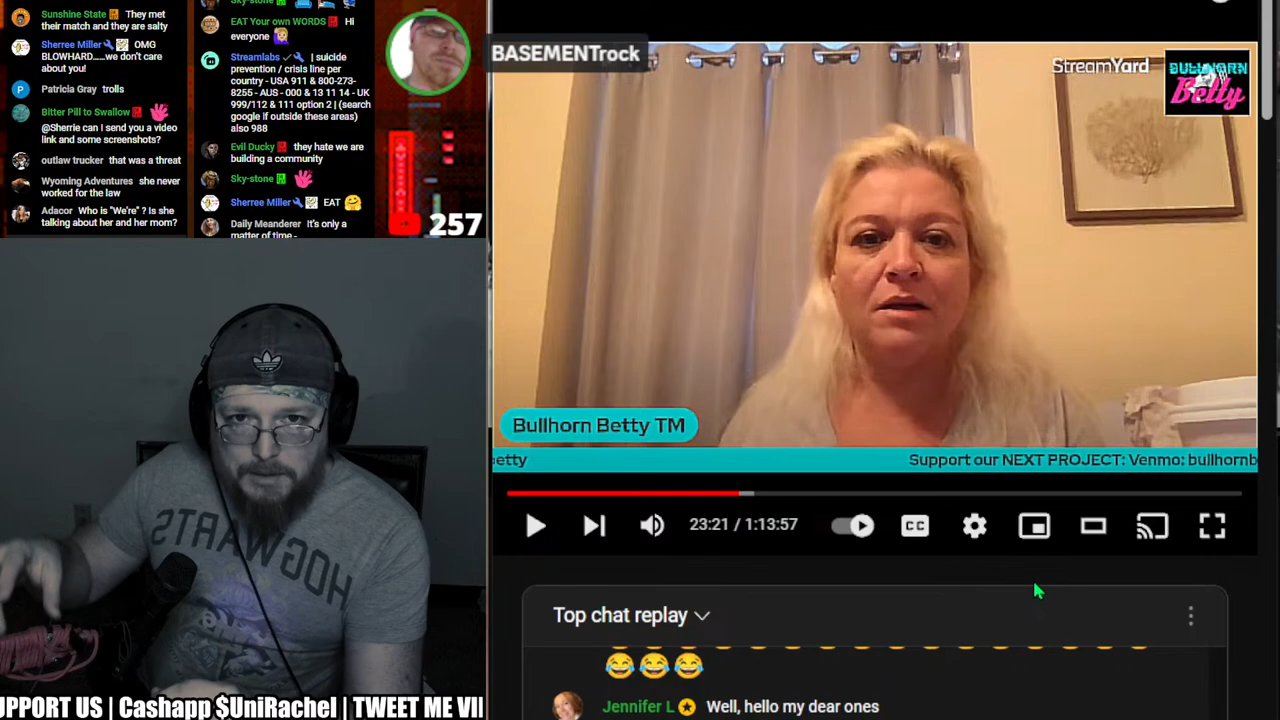 Sunshine State They met
their match and they are salty
Sherree Miller OMG
BLOWHARD.....we don't care
about you!
Patricia Gray trolls
Bitter Pill to Swallow
@Sherrie can I send you a video
link and some screenshots?
outlaw trucker that was a threat
Wyoming Adventures she never
worked for the law
Adacor Who is "We're" ? Is she
talking about her and her mom?
Sky-stone
EAT Your own WORDS Hi
everyone
Streamlabs | suicide
prevention / crisis line per
country - USA 911 & 800-273-
8255 - AUS - 000 & 13 11 14 - UK
999/112 & 111 option 2 | (search
google if outside these areas)
also 988
Evil Ducky they hate we are
building a community
Sky-stone
Sherree Miller EAT
Daily Meanderer It's only a
matter of time -
257
BASEMENTrock
StreamYard
BULLHORN
Betty
Bullhorn Betty TM
etty Support our NEXT PROJECT: Venmo: bullhornb
23:21 / 1:13:57
CC
Top chat replay
Jennifer L Well, hello my dear ones
HOGWARTS
UPPORT US | Cashapp $UniRachel | TWEET ME VII